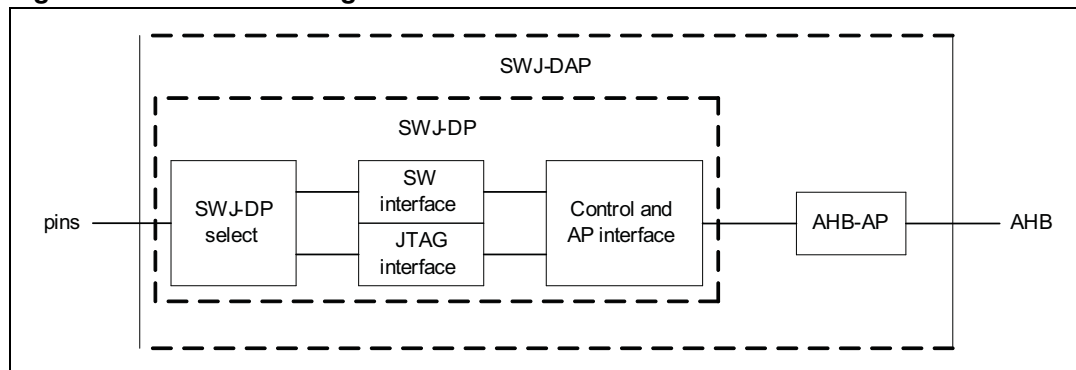 SWJ-DAP
SWJ-DP
pins
SWJ-DP
select
SW
interface
JTAG
interface
Control and
AP interface
AHB-AP
AHB